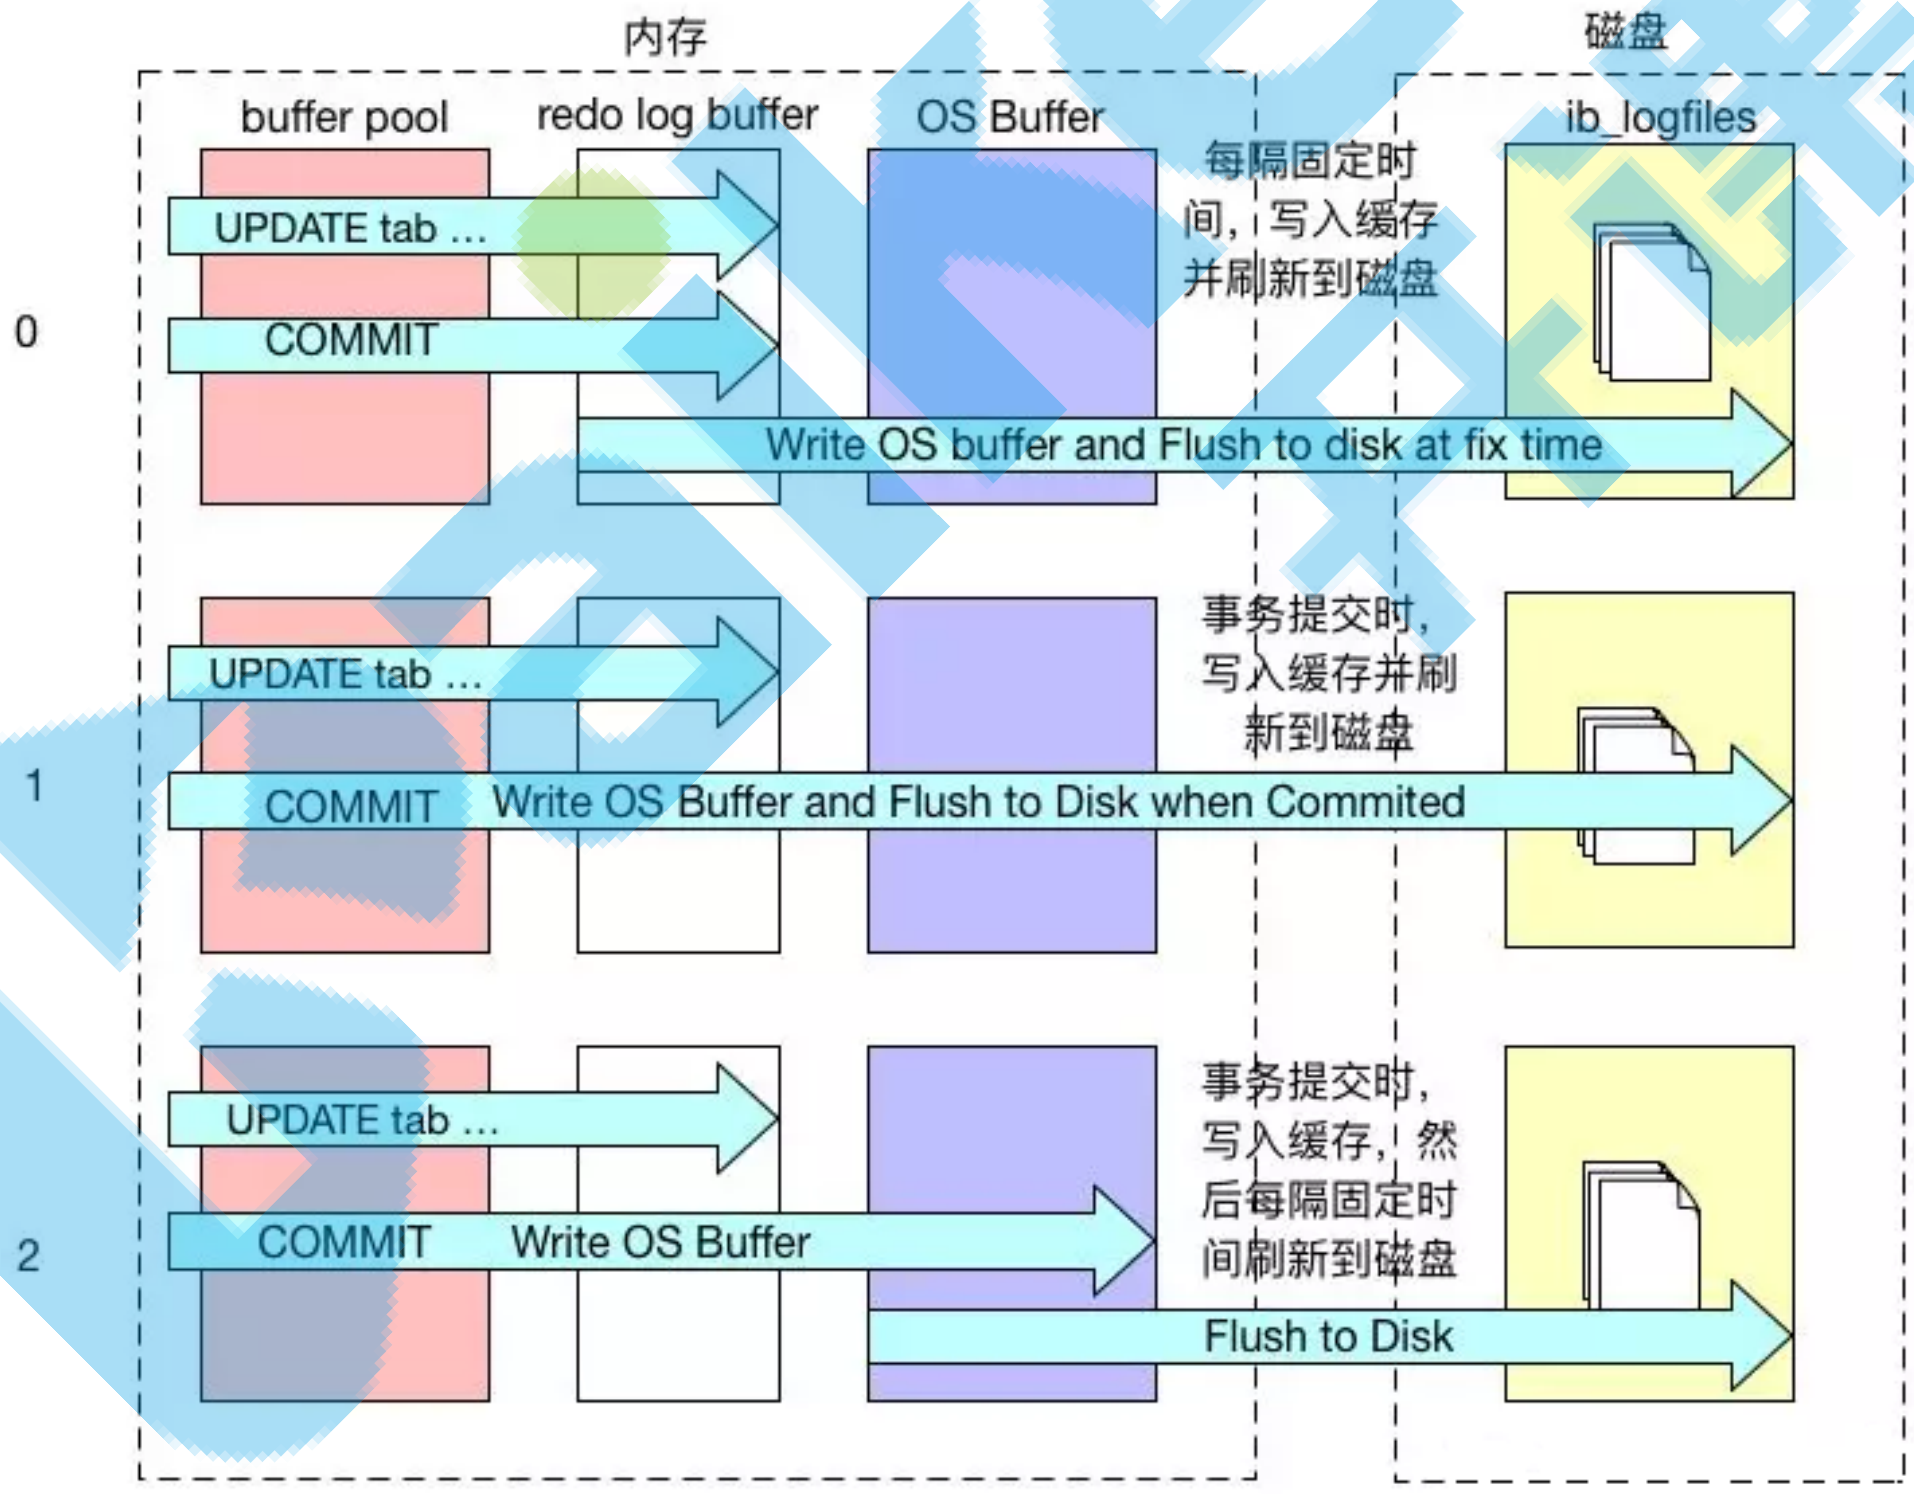 内存
磁盘
buffer pool
redo log buffer
OS Buffer
ib_logfiles
0
UPDATE tab ...
COMMIT
每隔固定时
间，写入缓存
并刷新到磁盘
Write OS buffer and Flush to disk at fix time
1
UPDATE tab ...
事务提交时，
写入缓存并刷
新到磁盘
COMMIT
Write OS Buffer and Flush to Disk when Commited
2
UPDATE tab ...
COMMIT
Write OS Buffer
事务提交时，
写入缓存，然
后每隔固定时
间刷新到磁盘
Flush to Disk